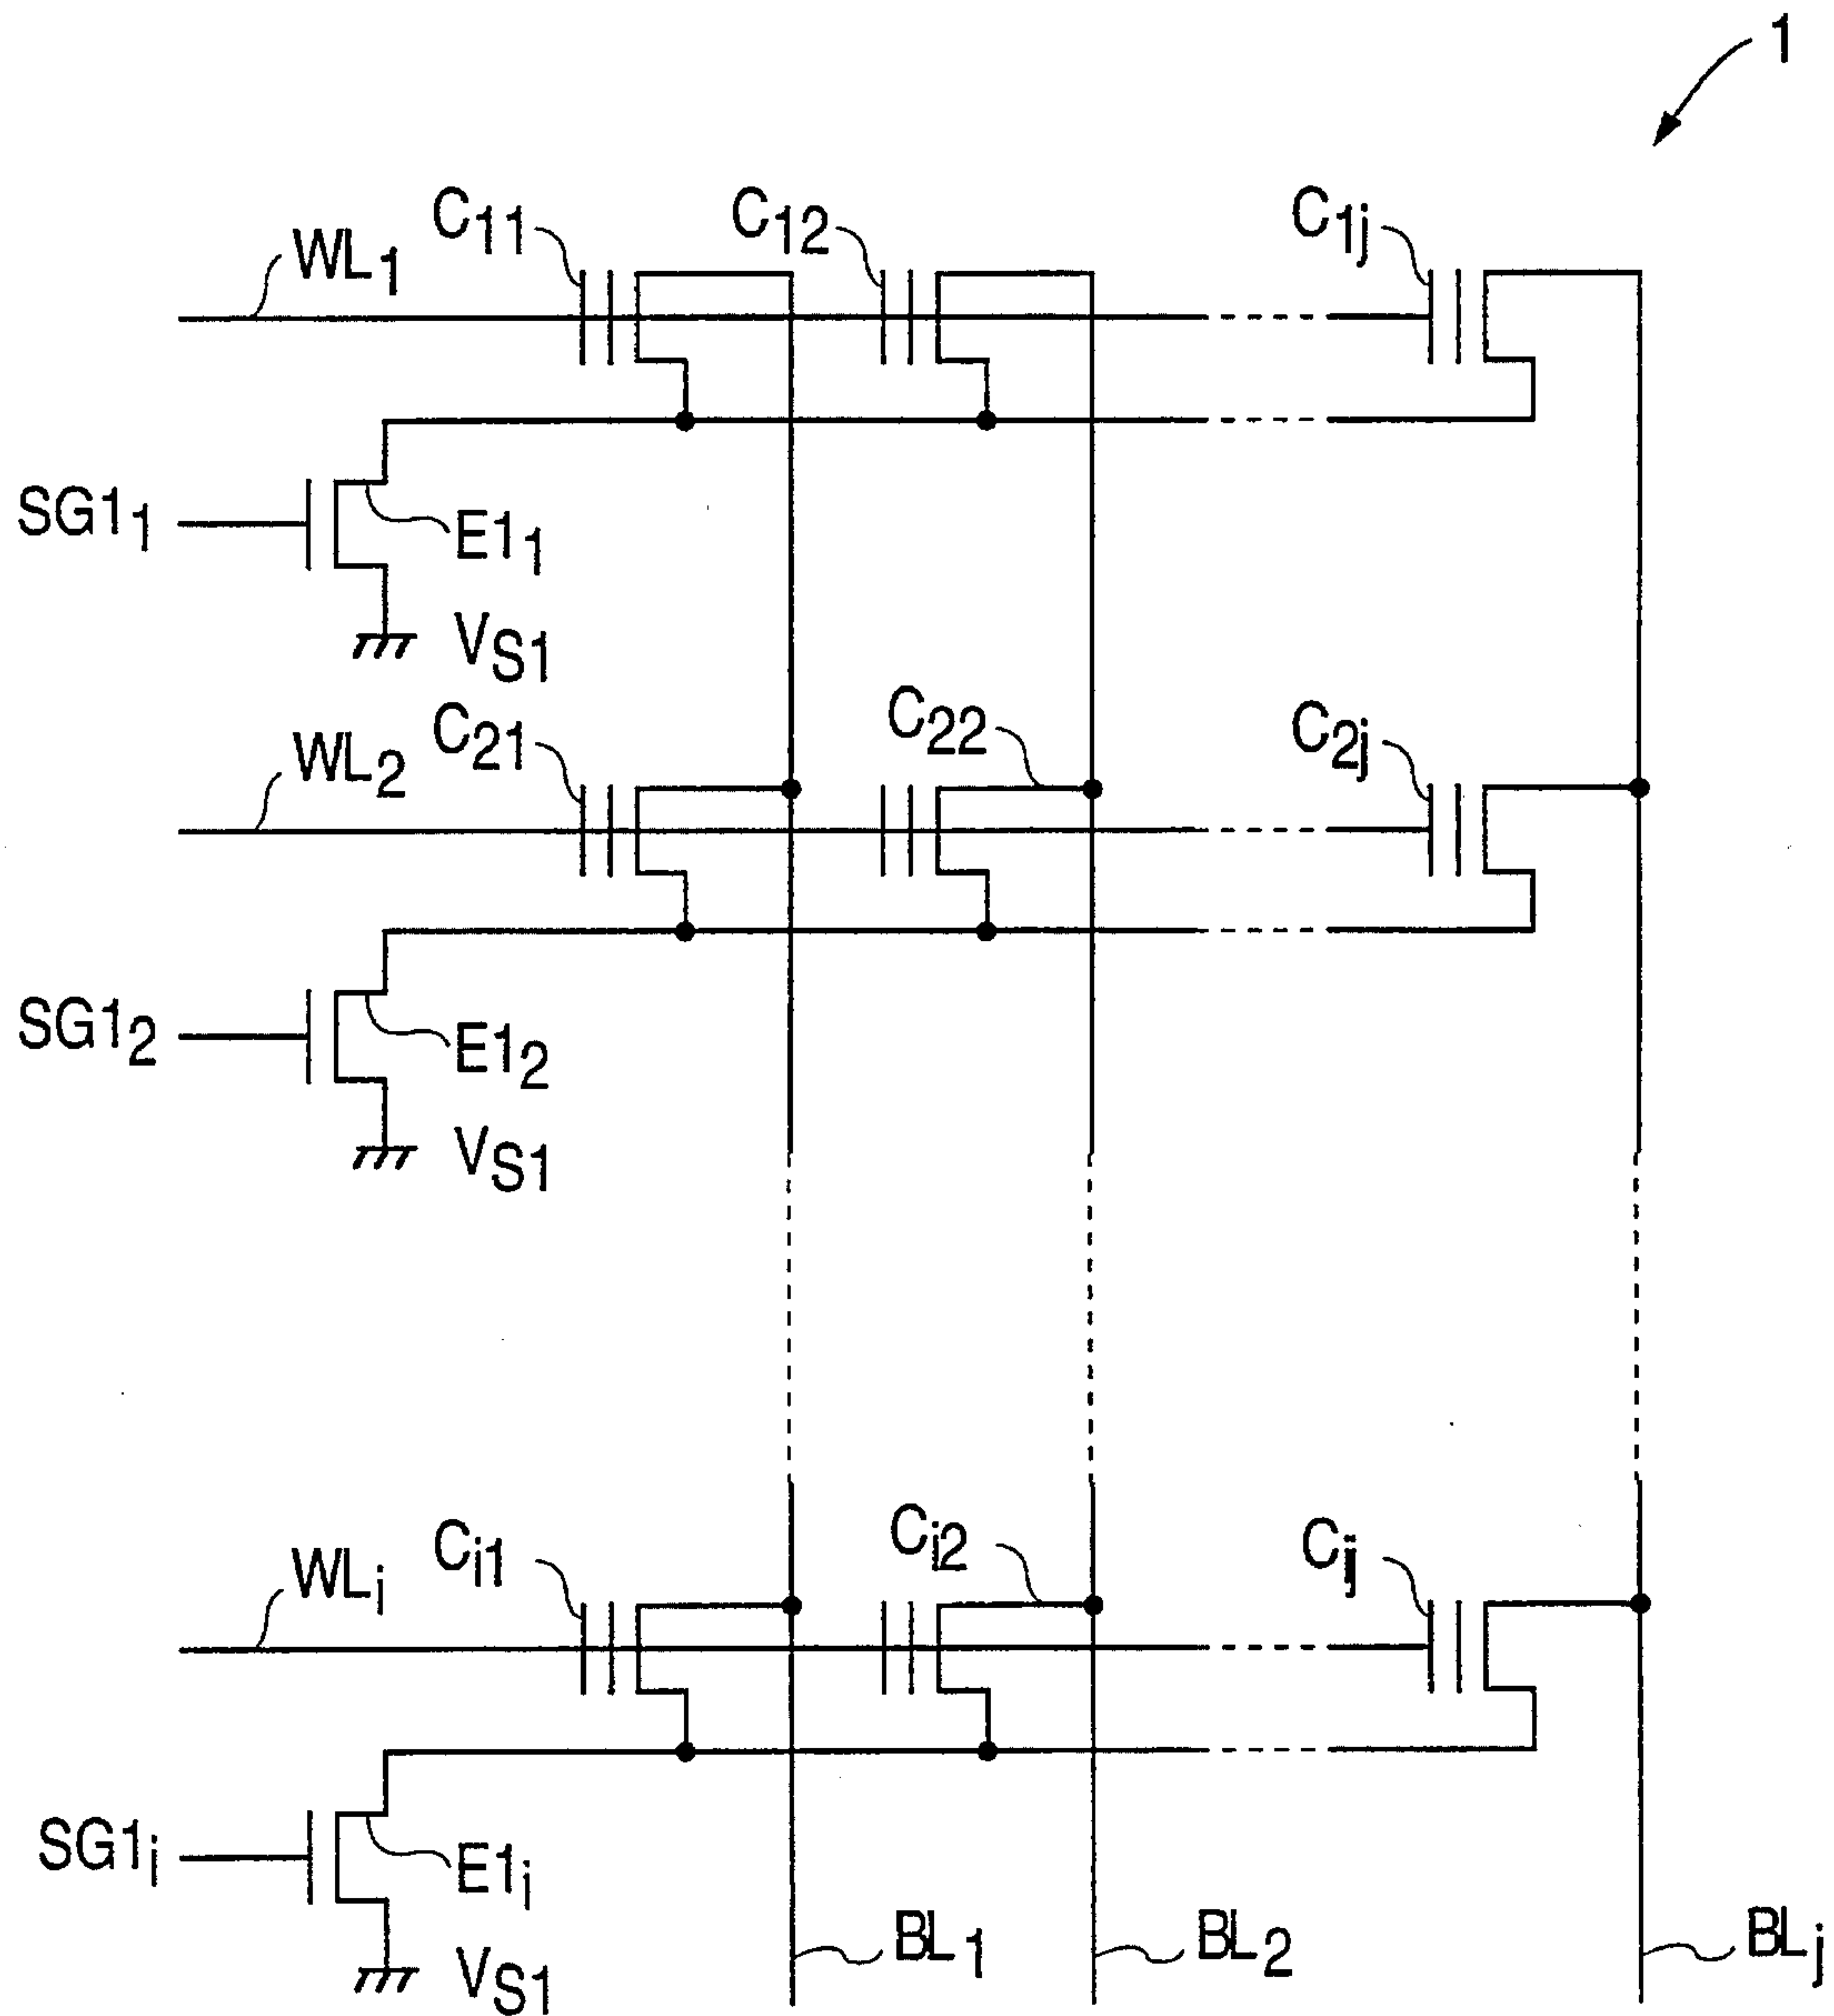 1
C11 C12 C1j
WL1
SG11
E11
VS1
C21 C22 C2j
WL2
SG12
E12
VS1
Ci1 Ci2 Cij
WLi
SG1i
E1i
VS1
BL1 BL2 BLj